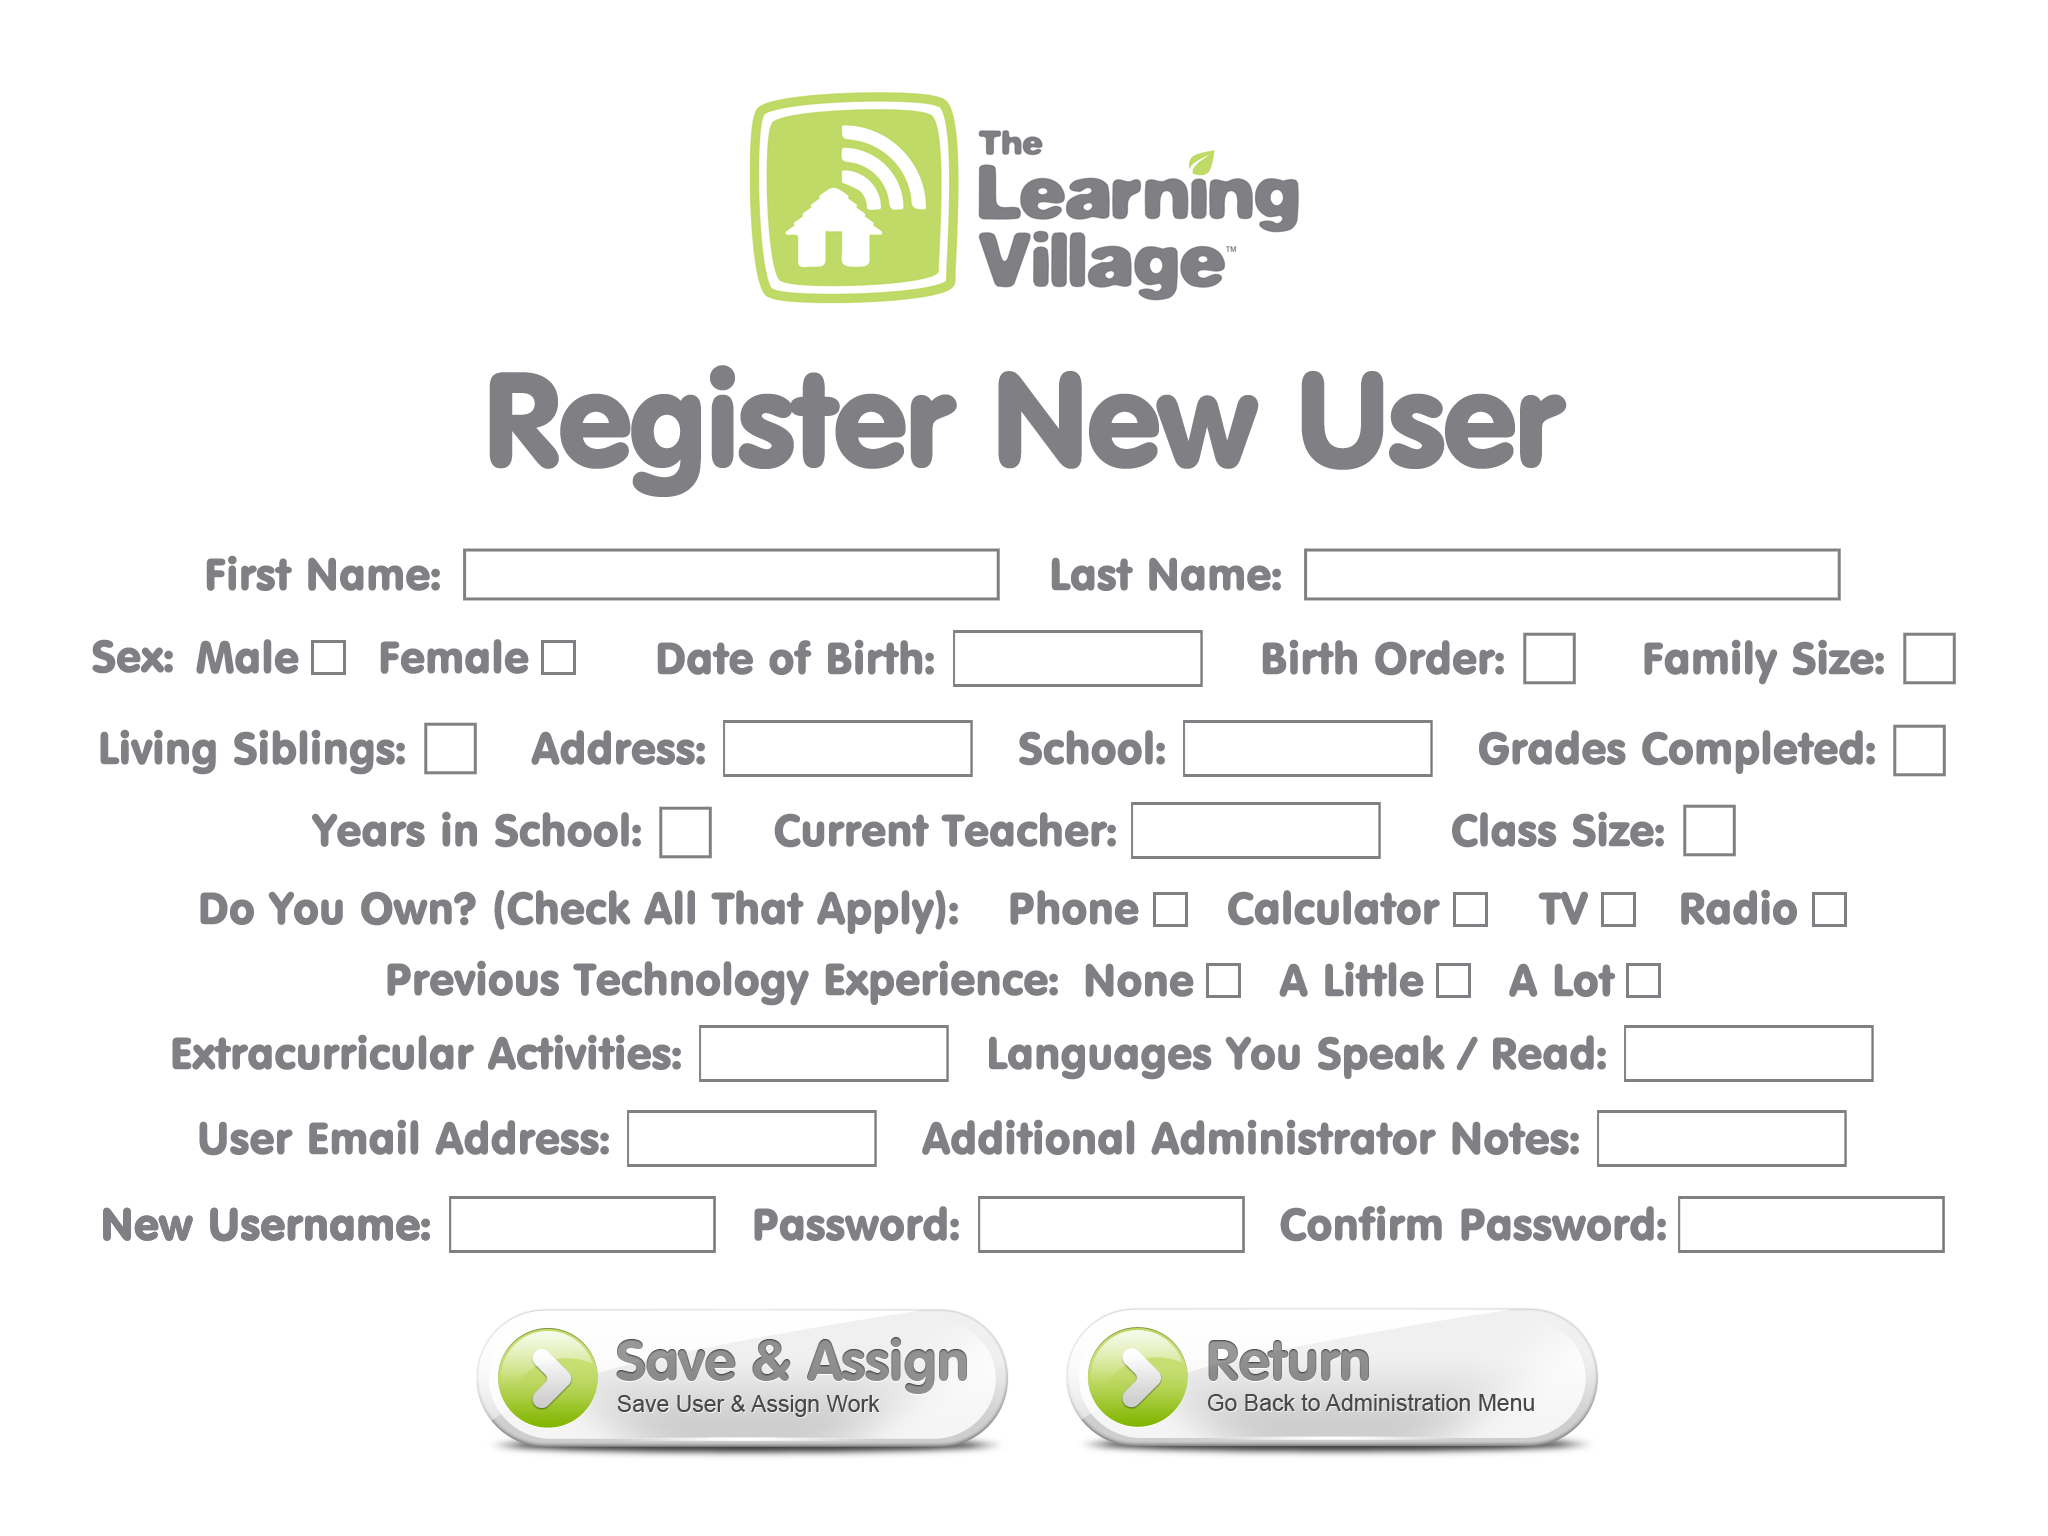 The
Learning
Village™
Register New User
First Name: Last Name:
Sex: Male Female Date of Birth: Birth Order: Family Size:
Living Siblings: Address: School: Grades Completed:
Years in School: Current Teacher: Class Size:
Do You Own? (Check All That Apply): Phone Calculator TV Radio
Previous Technology Experience: None A Little A Lot
Extracurricular Activities: Languages You Speak / Read:
User Email Address: Additional Administrator Notes:
New Username: Password: Confirm Password:
Save & Assign
Save User & Assign Work
Return
Go Back to Administration Menu